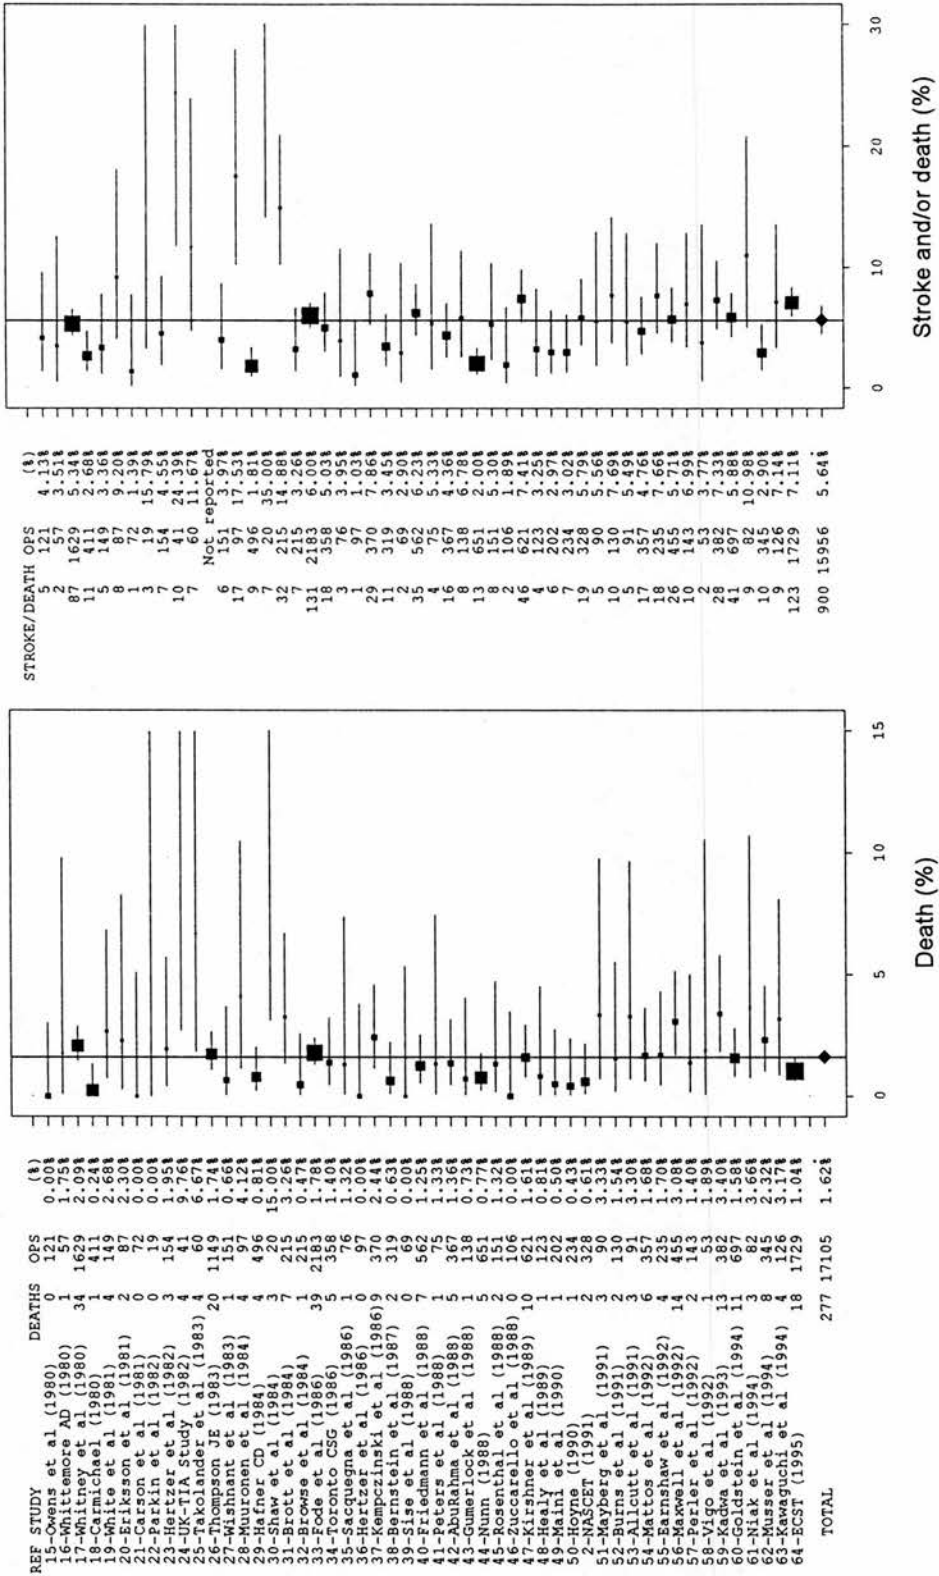 REF STUDY DEATHS OPS (%)
15-Owens et al (1980) 0 121 0.00%
16-Whittemore AD (1980) 1 57 1.75%
17-Whitney et al (1980) 34 1629 2.09%
18-Carmichael (1980) 1 411 0.24%
19-White et al (1981) 4 149 2.68%
20-Eriksson et al (1981) 2 87 2.30%
21-Carson et al (1981) 0 72 0.00%
22-Parkin et al (1982) 0 19 0.00%
23-Hertzer et al (1982) 3 154 1.95%
24-UK-TIA Study (1982) 4 41 9.76%
25-Takolander et al (1983) 4 60 6.67%
26-Thompson JE (1983) 20 1149 1.74%
27-Wishnant et al (1983) 1 151 0.66%
28-Muuronen et al (1984) 4 97 4.12%
29-Hafner CD (1984) 4 496 0.81%
30-Shaw et al (1984) 3 20 15.00%
31-Brott et al (1984) 7 215 3.26%
32-Browse et al (1984) 1 215 0.47%
33-Fode et al (1986) 39 2183 1.78%
34-Toronto CSG (1986) 5 358 1.40%
35-Sacquegna et al (1986) 1 76 1.32%
36-Hertzer et al (1986) 0 97 0.00%
37-Kempczinski et al (1986) 9 370 2.44%
38-Bernstein et al (1987) 2 319 0.63%
39-Sise et al (1988) 0 69 0.00%
40-Friedmann et al (1988) 7 562 1.25%
41-Peters et al (1988) 1 75 1.33%
42-AbuRahma et al (1988) 5 367 1.36%
43-Gumerlock et al (1988) 1 138 0.73%
44-Nunn (1988) 5 651 0.77%
45-Rosenthal et al (1988) 2 151 1.32%
46-Zuccarello et al (1988) 0 106 0.00%
47-Kirshner et al (1989) 10 621 1.61%
48-Healy et al (1989) 1 123 0.81%
49-Maini et al (1990) 1 202 0.50%
50-Hoyne (1990) 1 234 0.43%
2-NASCET (1991) 2 328 0.61%
51-Mayberg et al (1991) 3 90 3.33%
52-Burns et al (1991) 2 130 1.54%
53-Allcutt et al (1991) 3 91 3.30%
54-Mattos et al (1992) 6 357 1.68%
55-Earnshaw et al (1992) 4 235 1.70%
56-Maxwell et al (1992) 14 455 3.08%
57-Perler et al (1992) 2 143 1.40%
58-Vigo et al (1992) 1 53 1.89%
59-Kadwa et al (1993) 13 382 3.40%
60-Goldstein et al (1994) 11 697 1.58%
61-Niak et al (1994) 3 82 3.66%
62-Musser et al (1994) 8 345 2.32%
63-Kawaguchi et al (1994) 4 126 3.17%
64-ECST (1995) 18 1729 1.04%
TOTAL 277 17105 1.62%
0 5 10 15
Death (%)
STROKE/DEATH OPS (%)
5 121 4.13%
2 57 3.51%
87 1629 5.34%
11 411 2.68%
5 149 3.36%
8 87 9.20%
1 72 1.39%
3 19 15.79%
7 154 4.55%
10 41 24.39%
7 60 11.67%
Not reported
6 151 3.97%
17 97 17.53%
9 496 1.81%
7 20 35.00%
32 215 14.88%
7 215 3.26%
131 2183 6.00%
18 358 5.03%
3 76 3.95%
1 97 1.03%
29 370 7.86%
11 319 3.45%
2 69 2.90%
35 562 6.23%
4 75 5.33%
16 367 4.36%
8 138 6.78%
13 651 2.00%
8 151 5.30%
2 106 1.89%
46 621 7.41%
4 123 3.25%
6 202 2.97%
7 234 3.02%
19 328 5.79%
5 90 5.56%
10 130 7.69%
5 91 5.49%
17 357 4.76%
18 235 7.66%
26 455 5.71%
10 143 6.99%
2 53 3.77%
28 382 7.33%
41 697 5.88%
9 82 10.98%
10 345 2.90%
9 126 7.14%
123 1729 7.11%
900 15956 5.64%
0 10 20 30
Stroke and/or death (%)